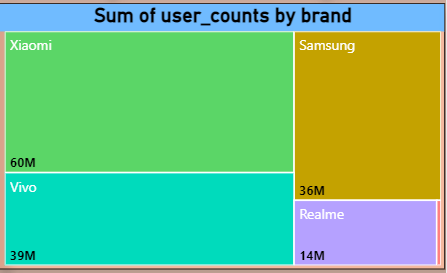 Sum of user_counts by brand
Xiaomi
60M
Vivo
39M
Samsung
36M
Realme
14M